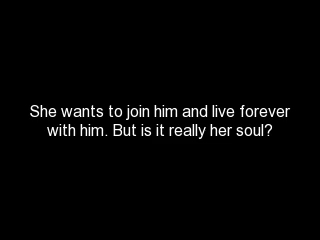 She wants to join him and live forever
with him. But is it really her soul?